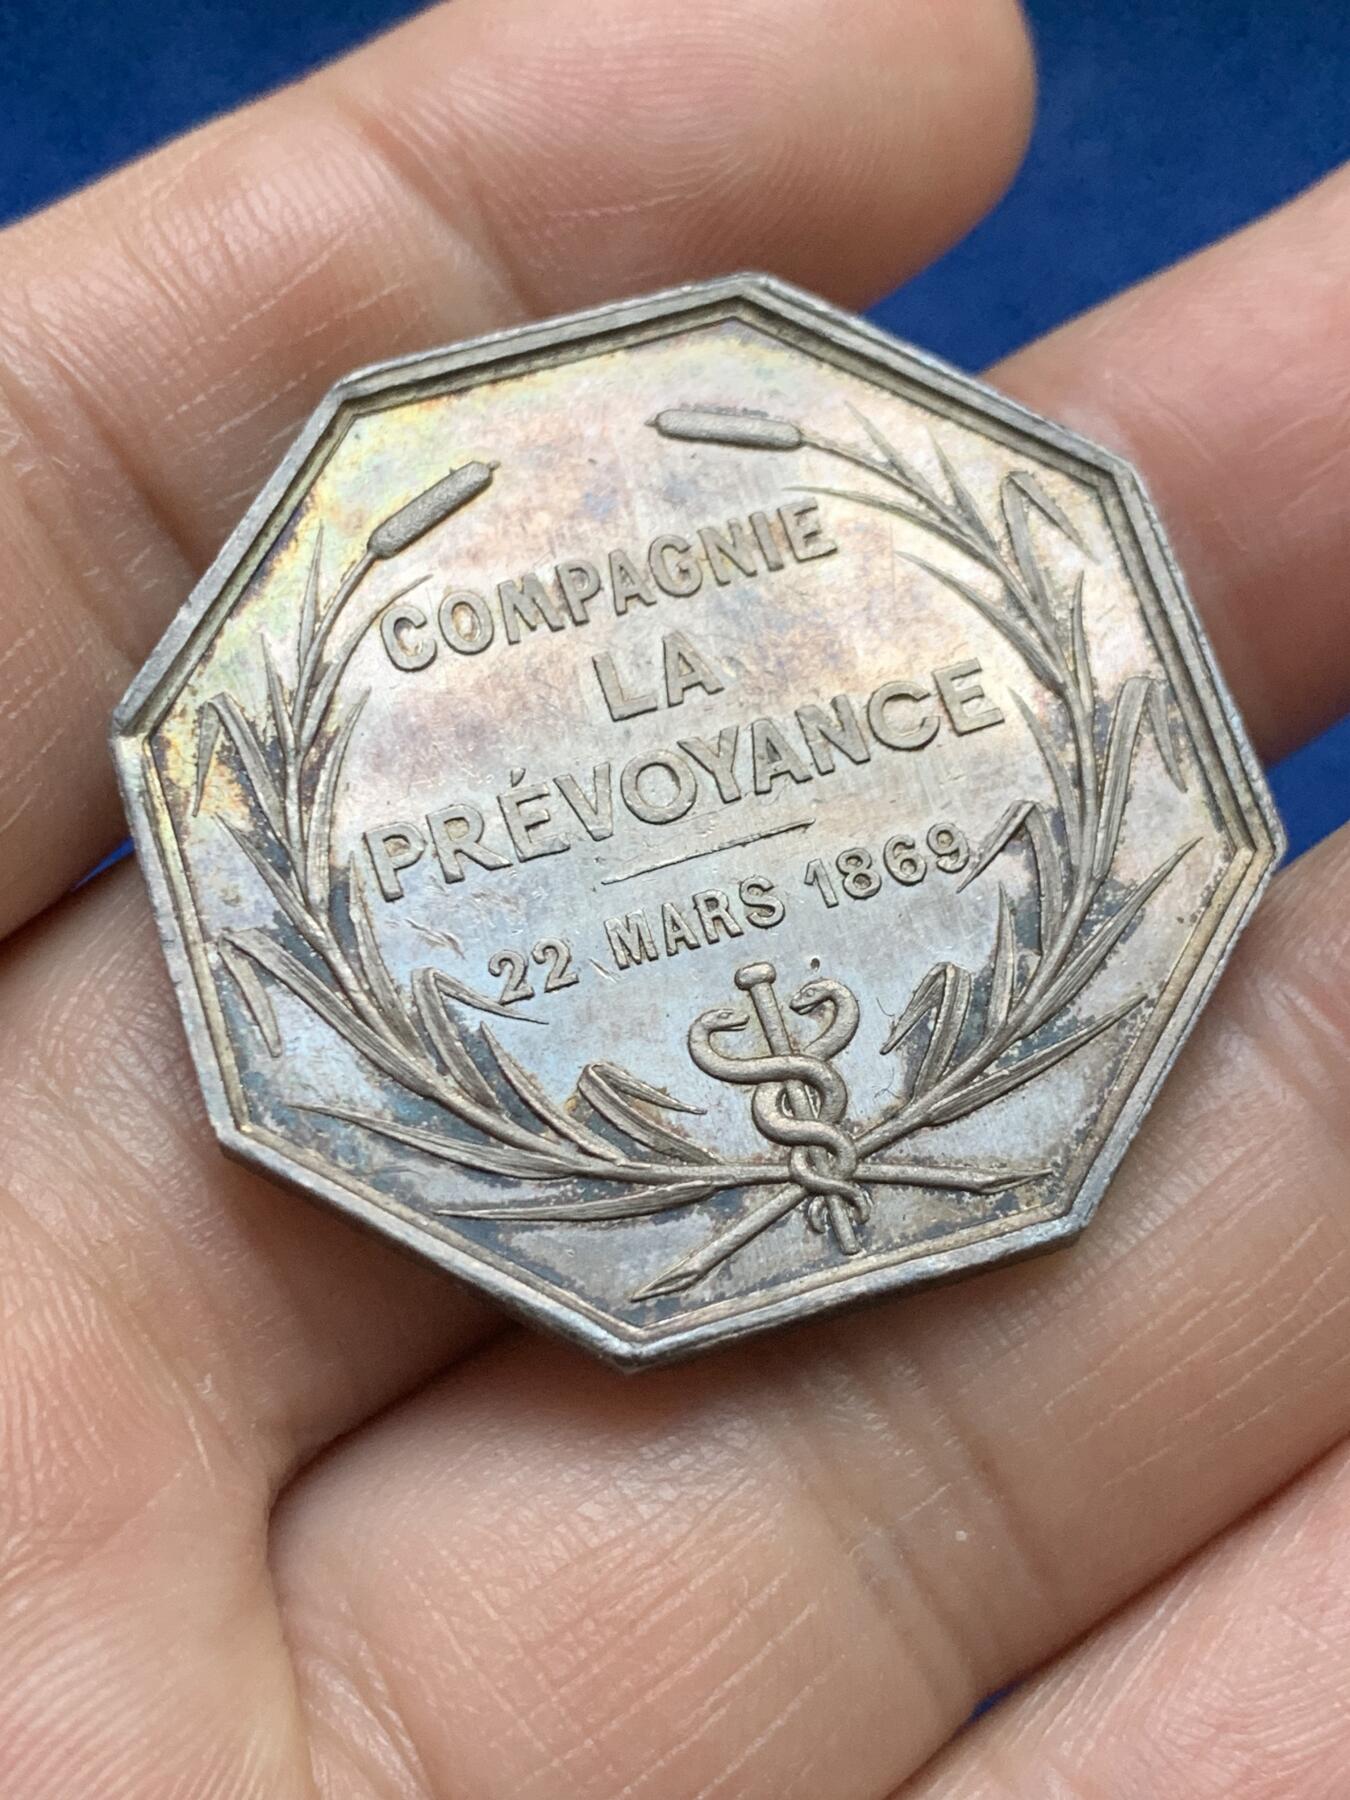 COMPAGNIE
LA
PRÉVOYANCE
22 MARS 1869